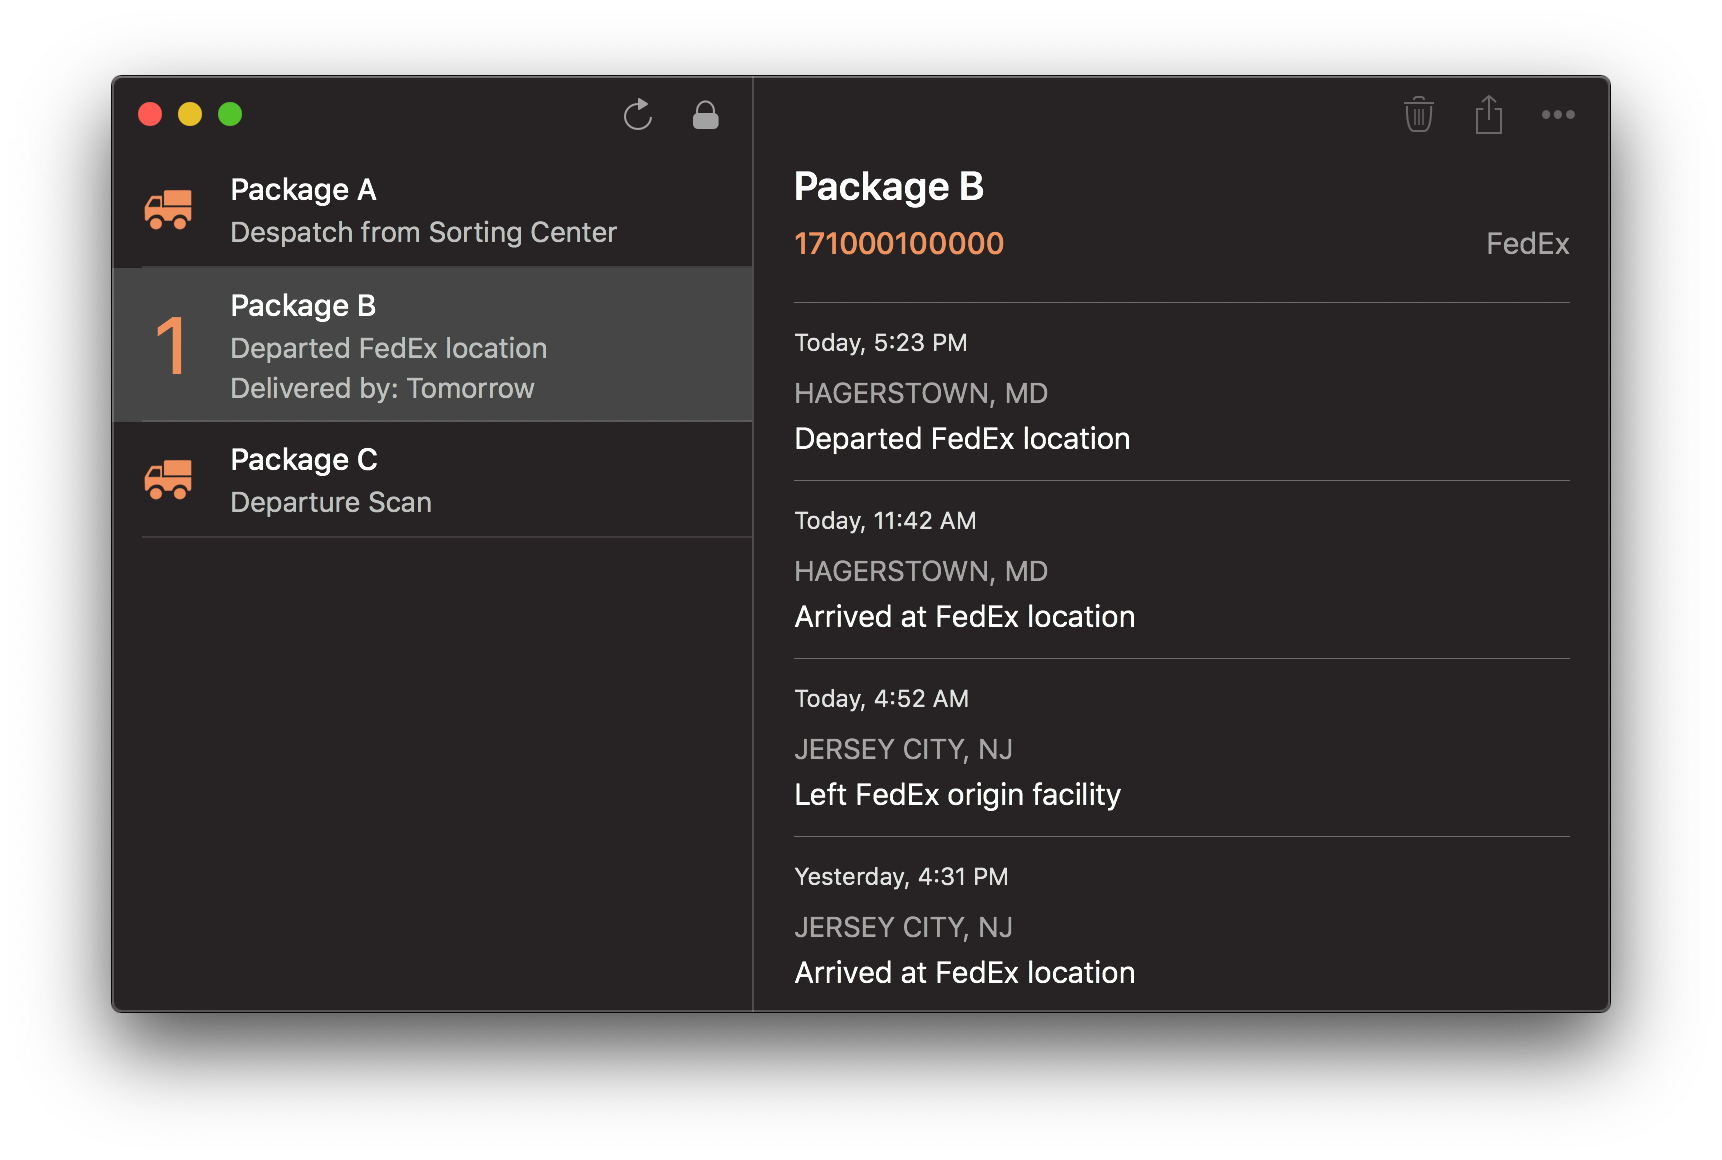 Package A
Despatch from Sorting Center
1
Package B
Departed FedEx location
Delivered by: Tomorrow
Package C
Departure Scan
Package B
171000100000
FedEx
Today, 5:23 PM
HAGERSTOWN, MD
Departed FedEx location
Today, 11:42 AM
HAGERSTOWN, MD
Arrived at FedEx location
Today, 4:52 AM
JERSEY CITY, NJ
Left FedEx origin facility
Yesterday, 4:31 PM
JERSEY CITY, NJ
Arrived at FedEx location